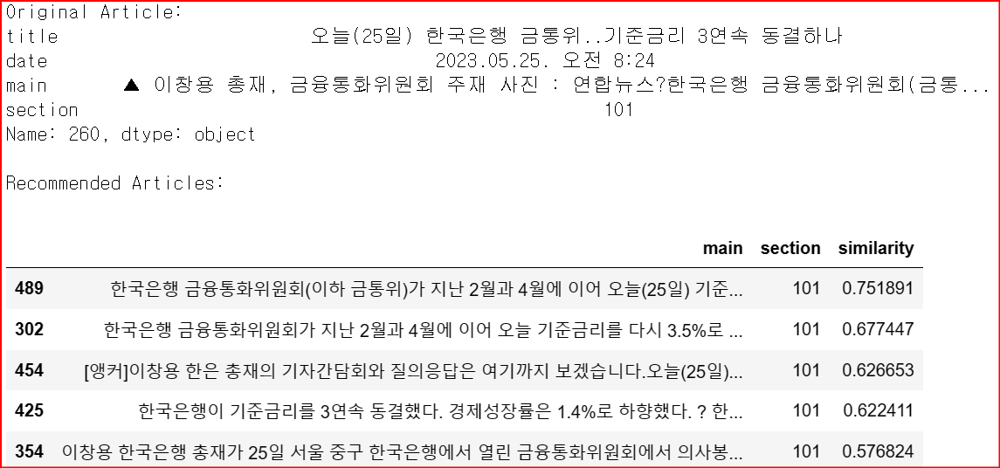 Original Article:
title 오늘(25일) 한국은행 금통위..기준금리 3연속 동결하나
date 2023.05.25. 오전 8:24
main ▲ 이창용 총재, 금융통화위원회 주재 사진 : 연합뉴스?한국은행 금융통화위원회(금통...
section 101
Name: 260, dtype: object
Recommended Articles:
main section similarity
489 한국은행 금융통화위원회(이하 금통위)가 지난 2월과 4월에 이어 오늘(25일) 기준... 101 0.751891
302 한국은행 금융통화위원회가 지난 2월과 4월에 이어 오늘 기준금리를 다시 3.5%로 ... 101 0.677447
454 [앵커]이창용 한은 총재의 기자간담회와 질의응답은 여기까지 보겠습니다.오늘(25일)... 101 0.626653
425 한국은행이 기준금리를 3연속 동결했다. 경제성장률은 1.4%로 하향했다. ? 한... 101 0.622411
354 이창용 한국은행 총재가 25일 서울 중구 한국은행에서 열린 금융통화위원회에서 의사봉... 101 0.576824